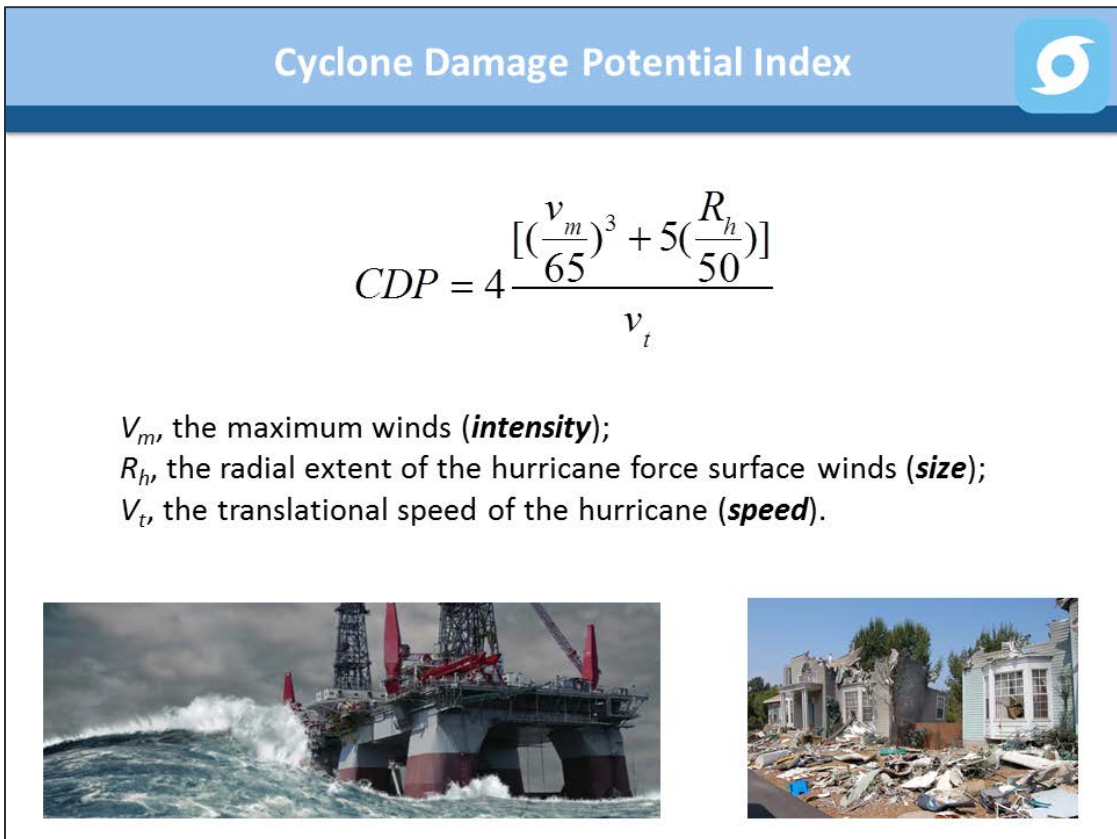 Cyclone Damage Potential Index
CDP = 4 [(v_m/65)^3 + 5(R_h/50)] / v_t
V_m, the maximum winds (intensity);
R_h, the radial extent of the hurricane force surface winds (size);
V_t, the translational speed of the hurricane (speed).